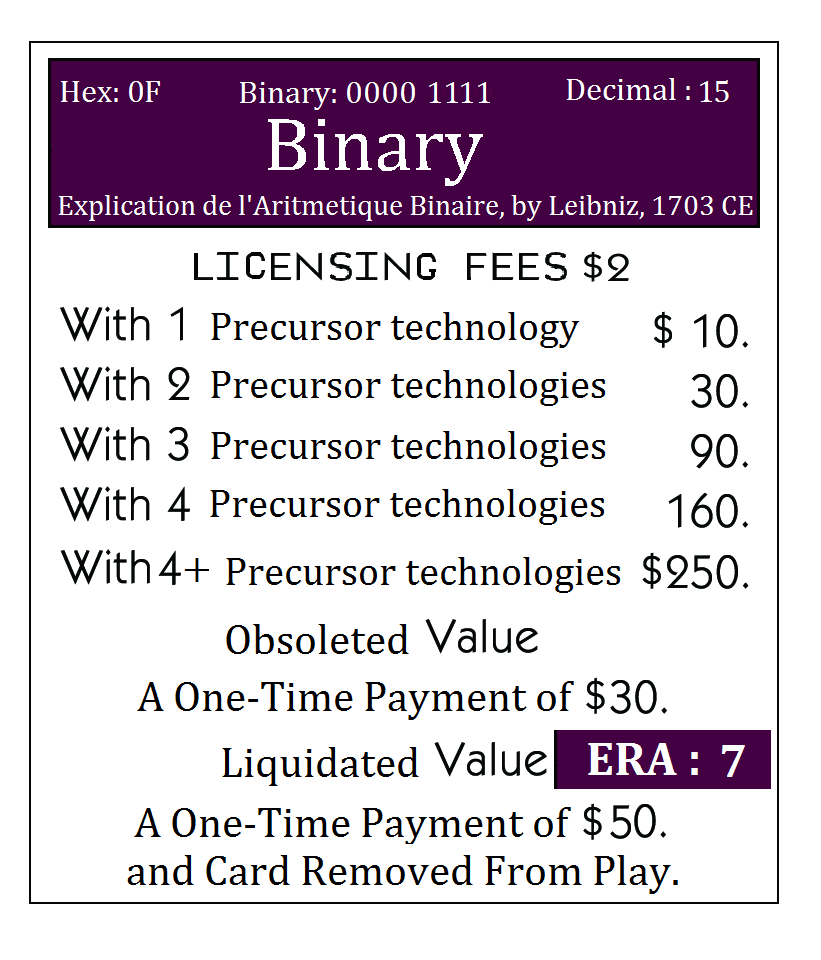 Hex: 0F Binary: 0000 1111 Decimal : 15
Binary
Explication de l'Aritmetique Binaire, by Leibniz, 1703 CE
LICENSING FEES $2
With 1 Precursor technology $ 10.
With 2 Precursor technologies 30.
With 3 Precursor technologies 90.
With 4 Precursor technologies 160.
With 4+ Precursor technologies $250.
Obsoleted Value
A One-Time Payment of $30.
Liquidated Value ERA : 7
A One-Time Payment of $50.
and Card Removed From Play.